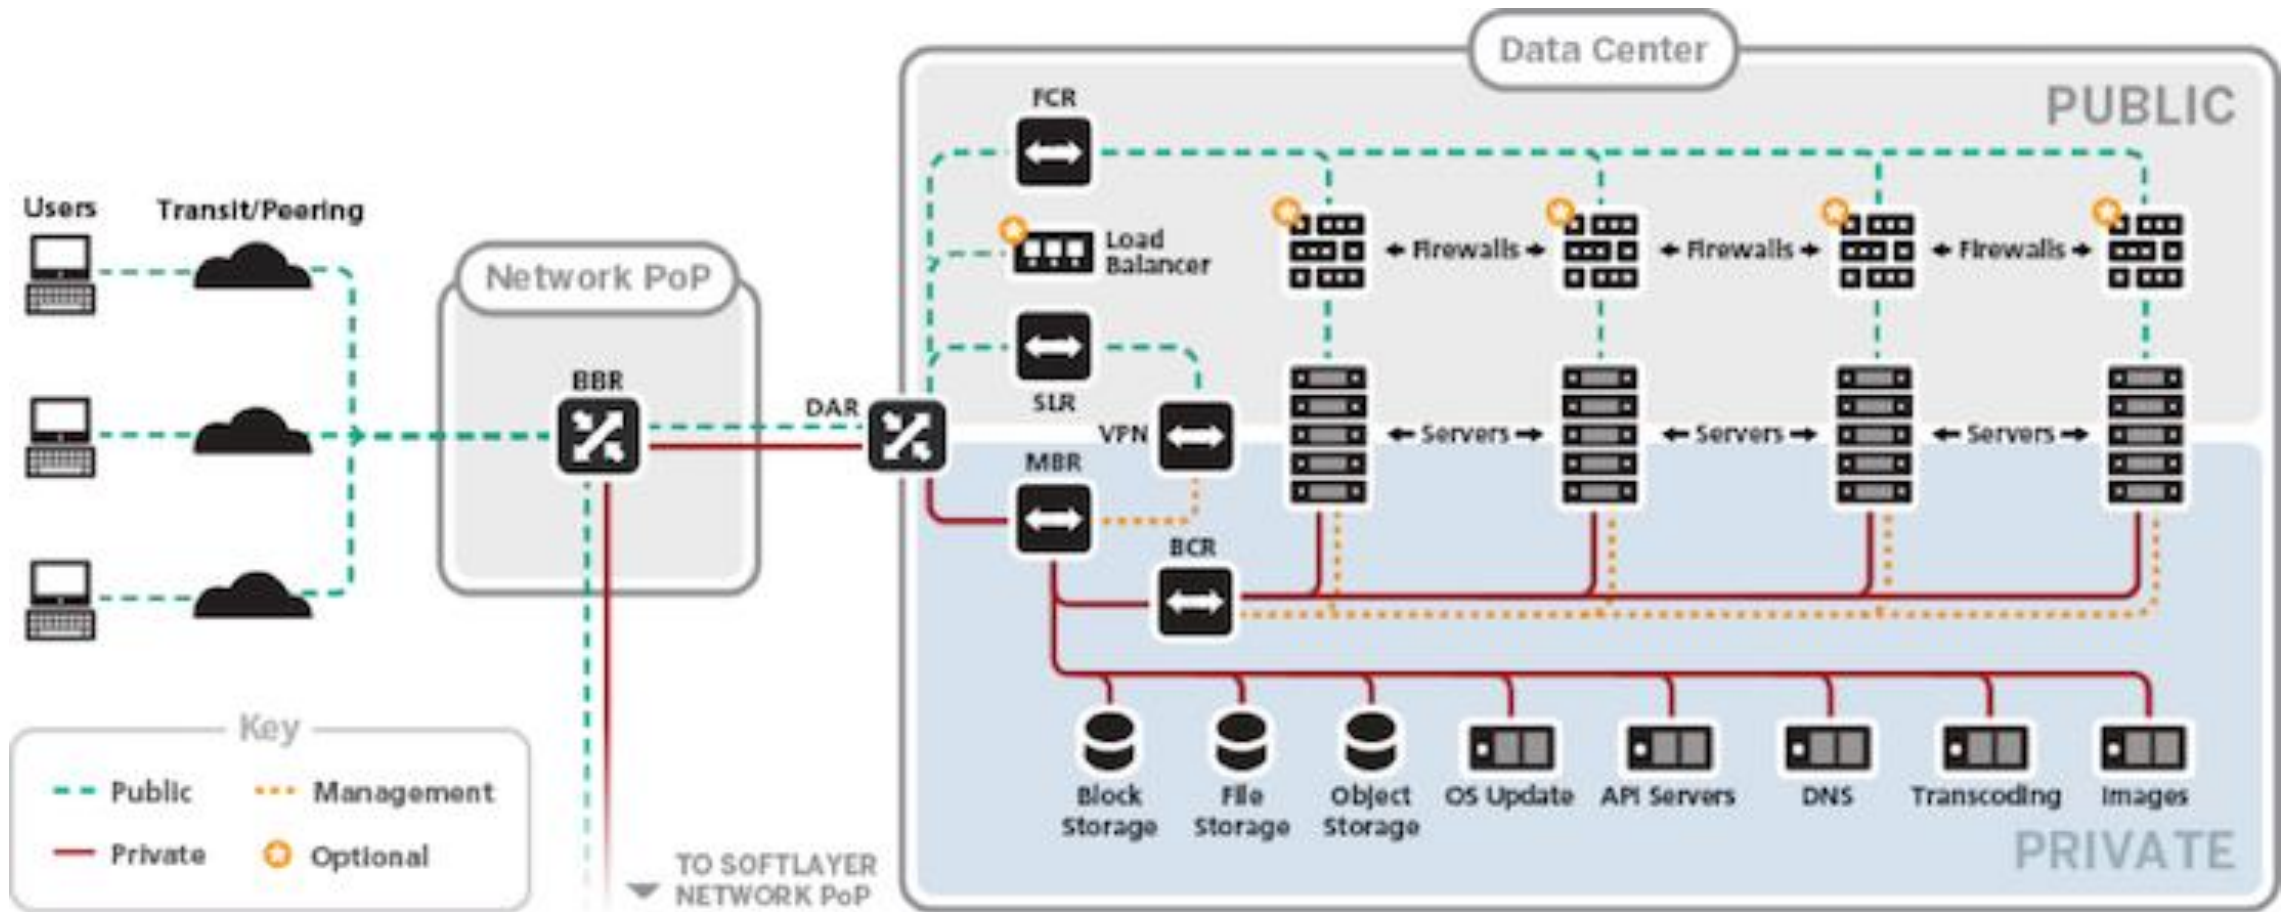 Data Center
PUBLIC
FCR
Users
Transit/Peering
Load
Balancer
Firewalls
Firewalls
Firewalls
Network PoP
BBR
DAR
SLR
VPN
Servers
Servers
Servers
MBR
BCR
Key
Public
Management
Private
Optional
TO SOFTLAYER
NETWORK PoP
Block
Storage
File
Storage
Object
Storage
OS Update
API Servers
DNS
Transcoding
Images
PRIVATE